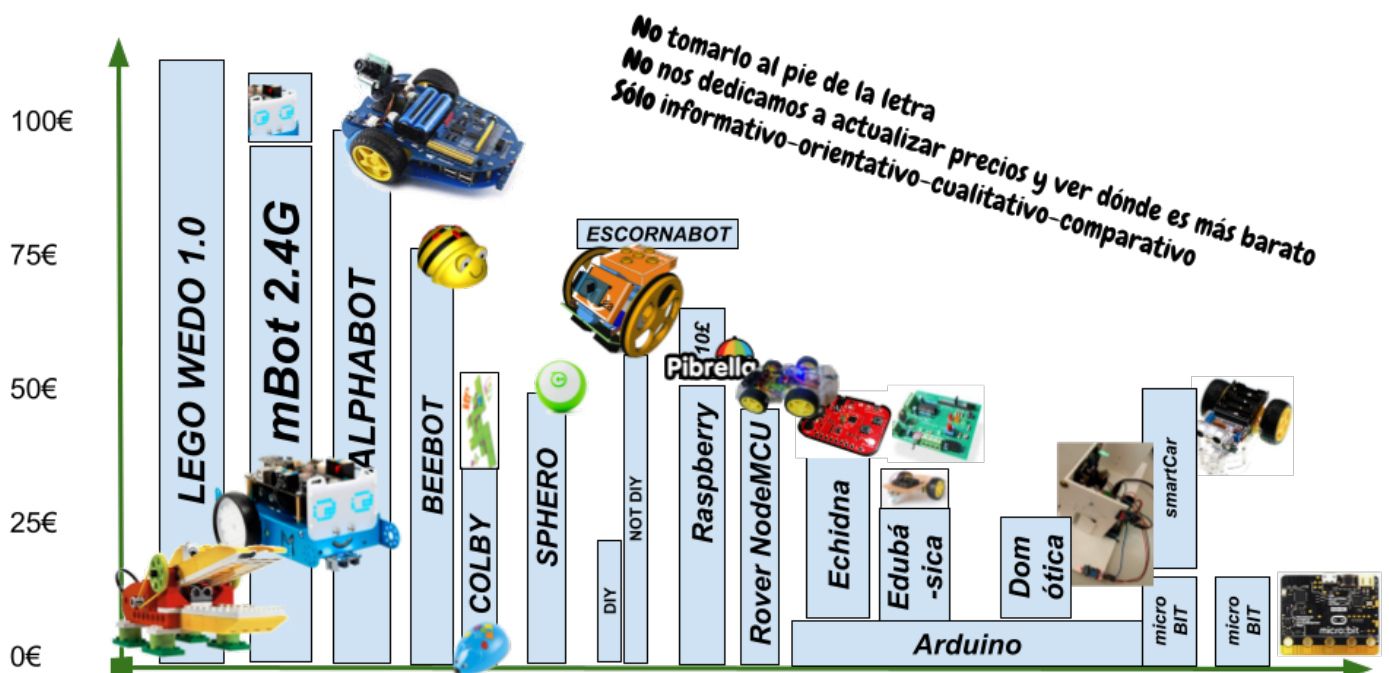 No tomarlo al pie de la letra
No nos dedicamos a actualizar precios y ver dónde es más barato
Sólo informativo-orientativo-cualitativo-comparativo
100€
75€
50€
25€
0€
LEGO WEDO 1.0
mBot 2.4G
ALPHABOT
BEEBOT
COLBY
SPHERO
ESCORNABOT
DIY
NOT DIY
10£
Pibrella
Raspberry
Rover NodeMCU
Echidna
Edubá
-sica
Dom
ótica
Arduino
smartCar
micro
BIT
micro
BIT
micro:bit